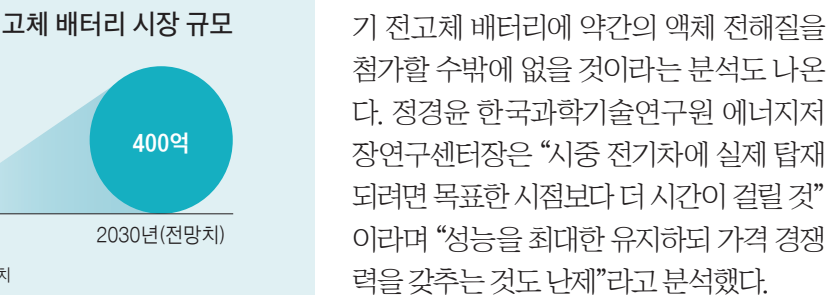 고체 배터리 시장 규모
400억
2030년(전망치)
치
기 전고체 배터리에 약간의 액체 전해질을
첨가할 수밖에 없을 것이라는 분석도 나온
다. 정경윤 한국과학기술연구원 에너지저
장연구센터장은 “시중 전기차에 실제 탑재
되려면 목표한 시점보다 더 시간이 걸릴 것”
이라며 “성능을 최대한 유지하되 가격 경쟁
력을 갖추는 것도 난제”라고 분석했다.